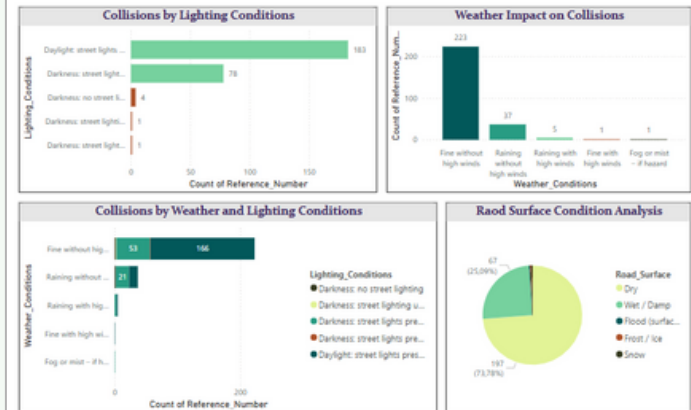 Collisions by Lighting Conditions
Lighting_Conditions
Daylight: street lights ...
183
Darkness: street light...
78
Darkness: no street li...
4
Darkness: street lighti...
1
Darkness: street light...
1
0 50 100 150
Count of Reference_Number
Weather Impact on Collisions
Count of Reference_Num...
200
100
0
223
37
5
1
1
Fine without high winds
Raining without high winds
Raining with high winds
Fine with high winds
Fog or mist – if hazard
Weather_Conditions
Collisions by Weather and Lighting Conditions
Weather_Conditions
Fine without hig...
53 166
Raining without ...
21
Raining with hig...
Fine with high wi...
Fog or mist – if h...
0 200
Count of Reference_Number
Lighting_Conditions
Darkness: no street lighting
Darkness: street lighting u...
Darkness: street lights pre...
Darkness: street lights pre...
Daylight: street lights pres...
Raod Surface Condition Analysis
67
(25,09%)
197
(73,78%)
Road_Surface
Dry
Wet / Damp
Flood (surfac...
Frost / Ice
Snow